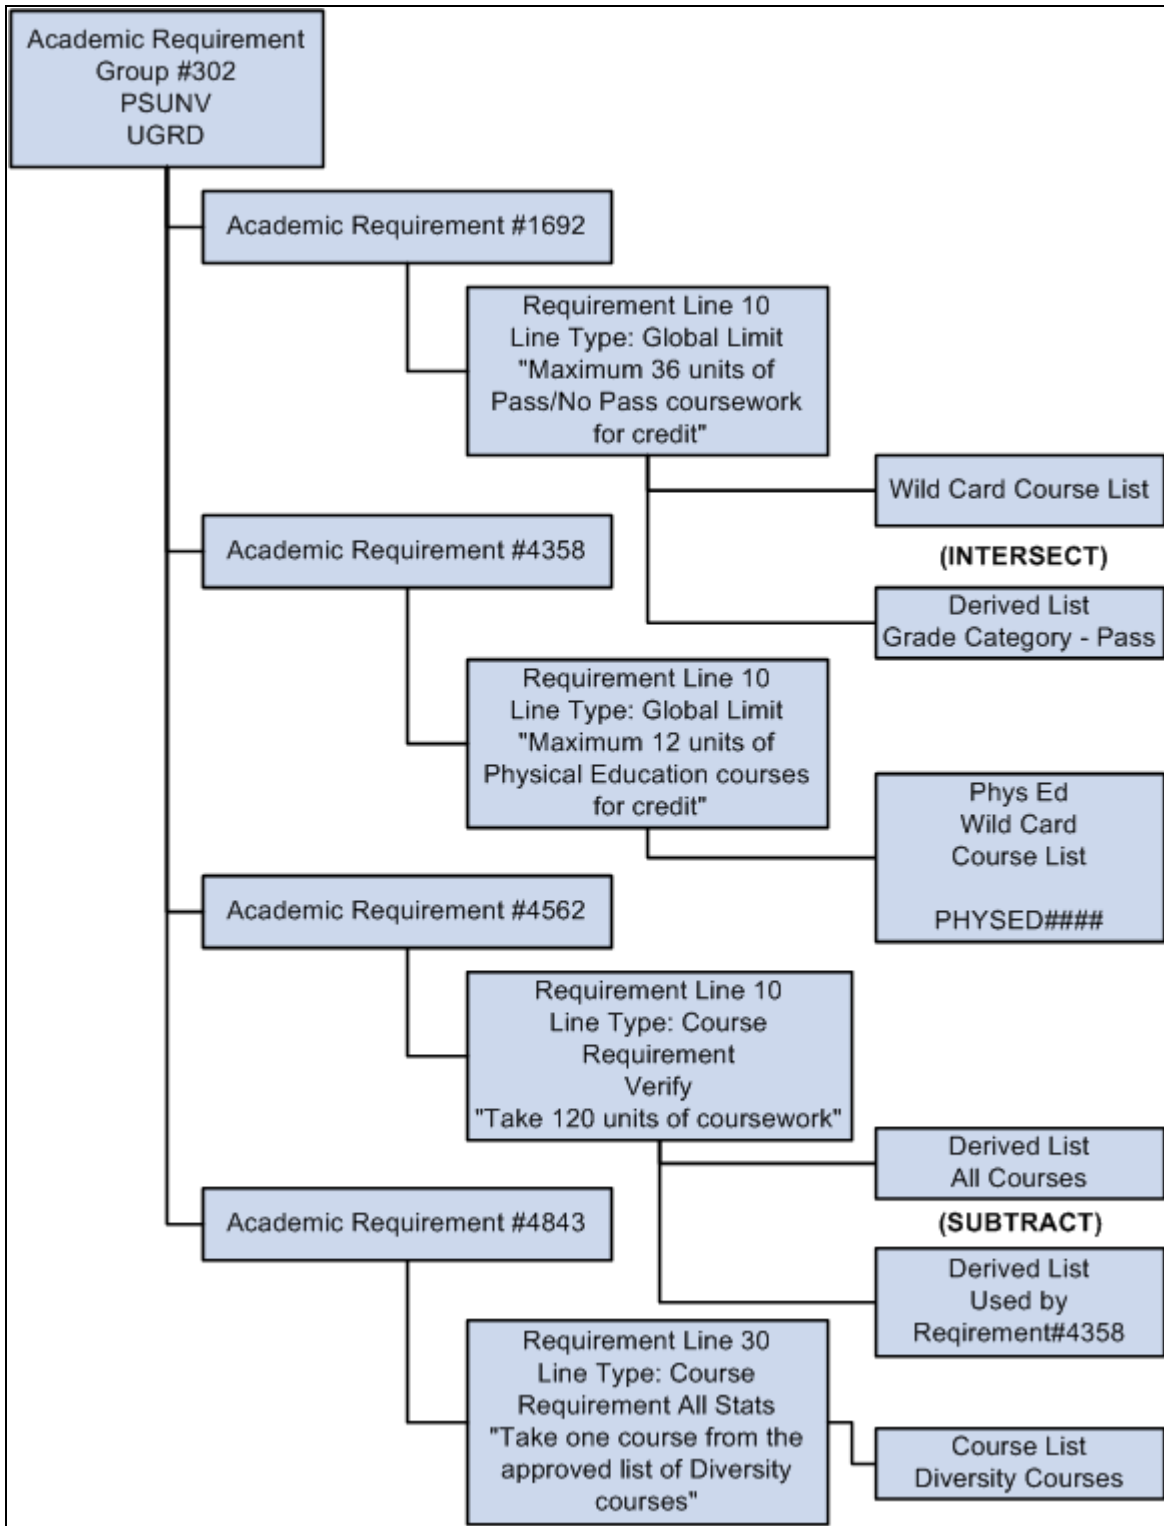 Academic Requirement
Group #302
PSUNV
UGRD
Academic Requirement #1692
Requirement Line 10
Line Type: Global Limit
"Maximum 36 units of
Pass/No Pass coursework
for credit"
Wild Card Course List
(INTERSECT)
Derived List
Grade Category - Pass
Academic Requirement #4358
Requirement Line 10
Line Type: Global Limit
"Maximum 12 units of
Physical Education courses
for credit"
Phys Ed
Wild Card
Course List
PHYSED####
Academic Requirement #4562
Requirement Line 10
Line Type: Course
Requirement
Verify
"Take 120 units of coursework"
Derived List
All Courses
(SUBTRACT)
Derived List
Used by
Reqirement#4358
Academic Requirement #4843
Requirement Line 30
Line Type: Course
Requirement All Stats
"Take one course from the
approved list of Diversity
courses"
Course List
Diversity Courses